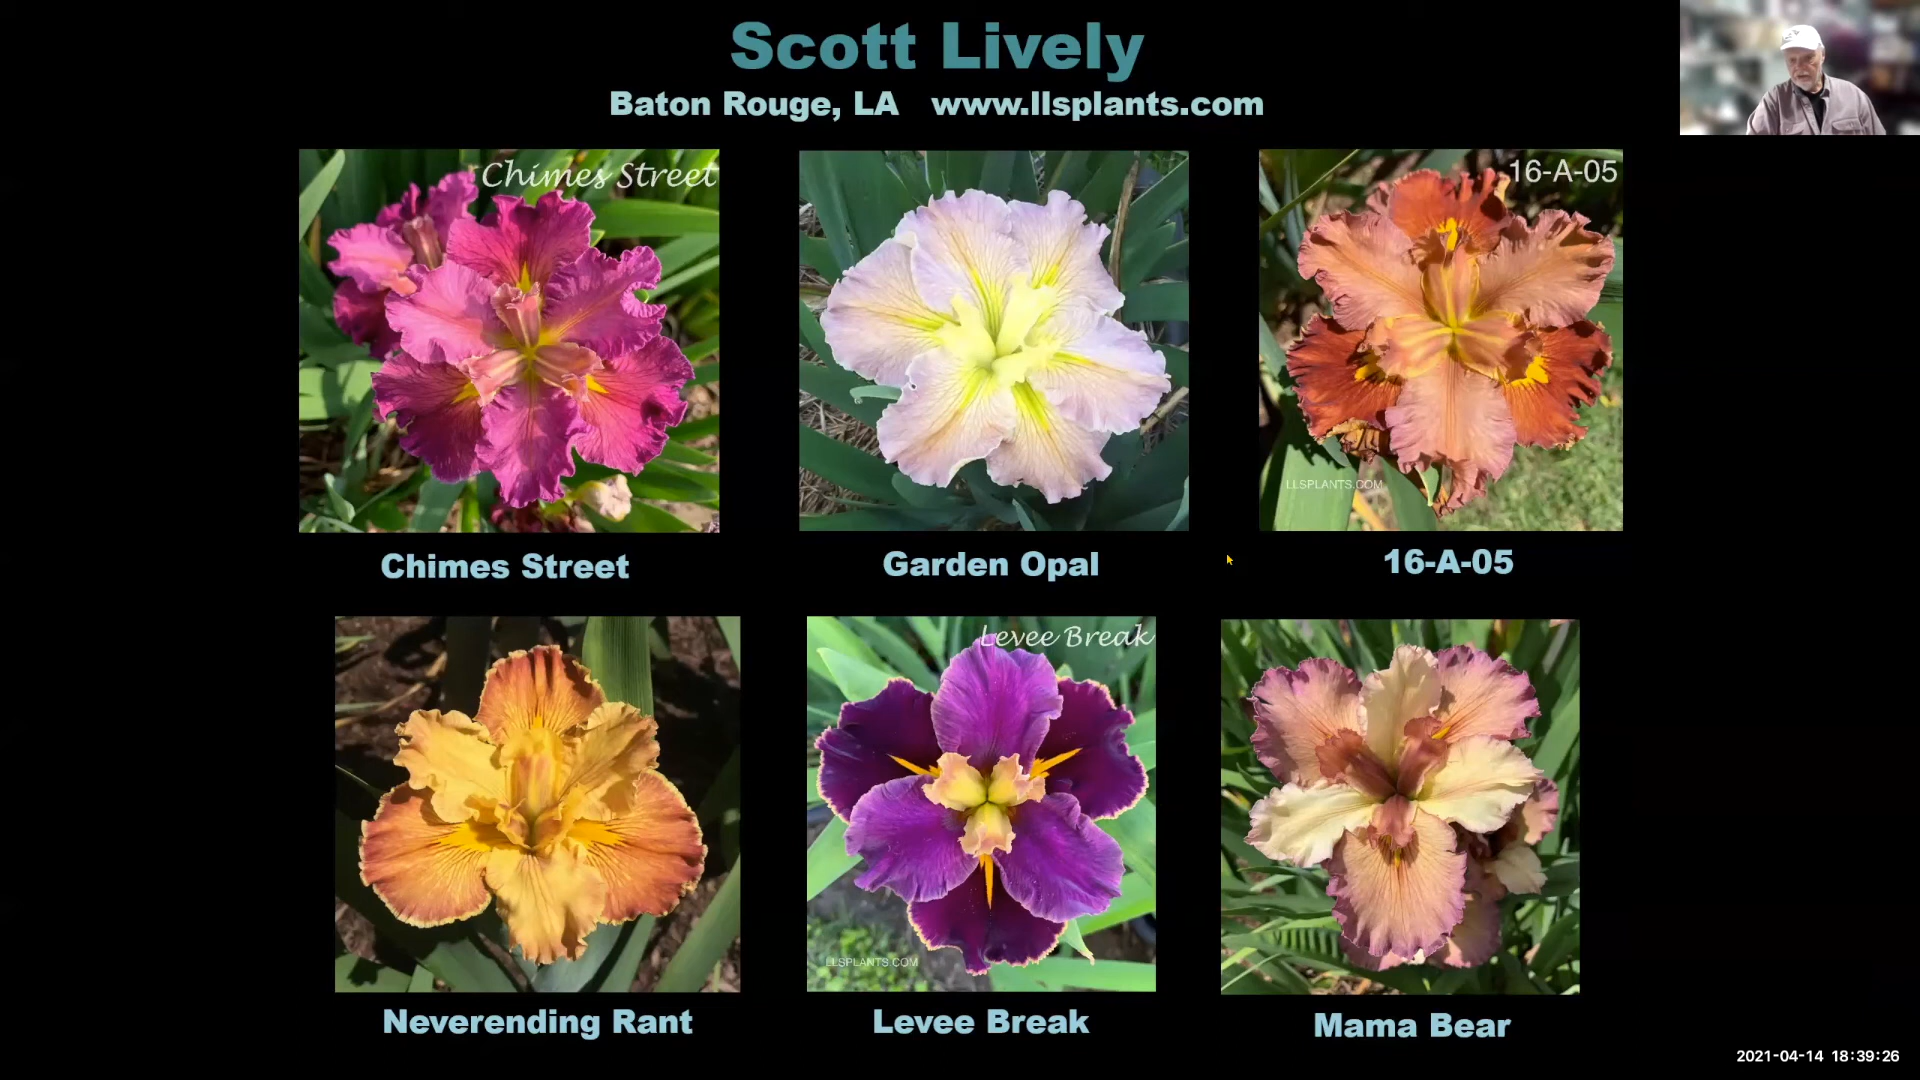 Scott Lively
Baton Rouge, LA www.llsplants.com
Chimes Street
16-A-05
LLSPLANTS.COM
Chimes Street
Garden Opal
16-A-05
Levee Break
LLSPLANTS.COM
Neverending Rant
Levee Break
Mama Bear
2021-04-14 18:39:26